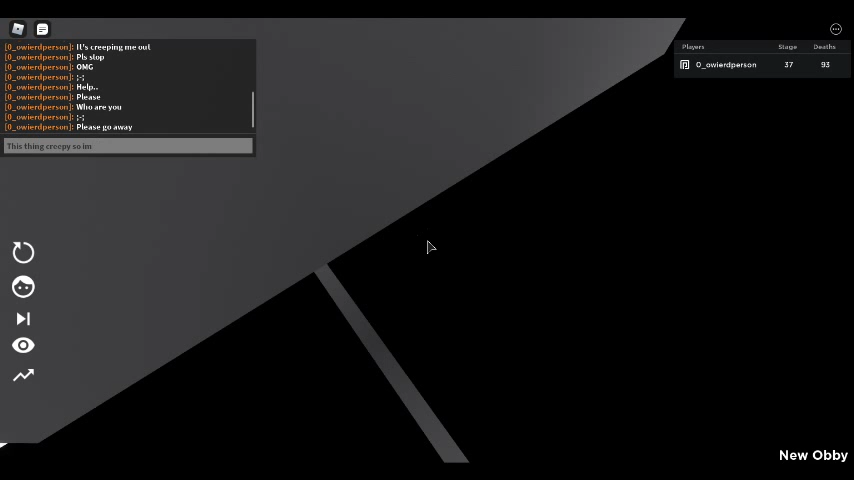 [0_owierdperson]: It's creeping me out
[0_owierdperson]: Pls stop
[0_owierdperson]: OMG
[0_owierdperson]: ;-;
[0_owierdperson]: Help..
[0_owierdperson]: Please
[0_owierdperson]: Who are you
[0_owierdperson]: ;-;
[0_owierdperson]: Please go away
This thing creepy so im
Players Stage Deaths
0_owierdperson 37 93
New Obby